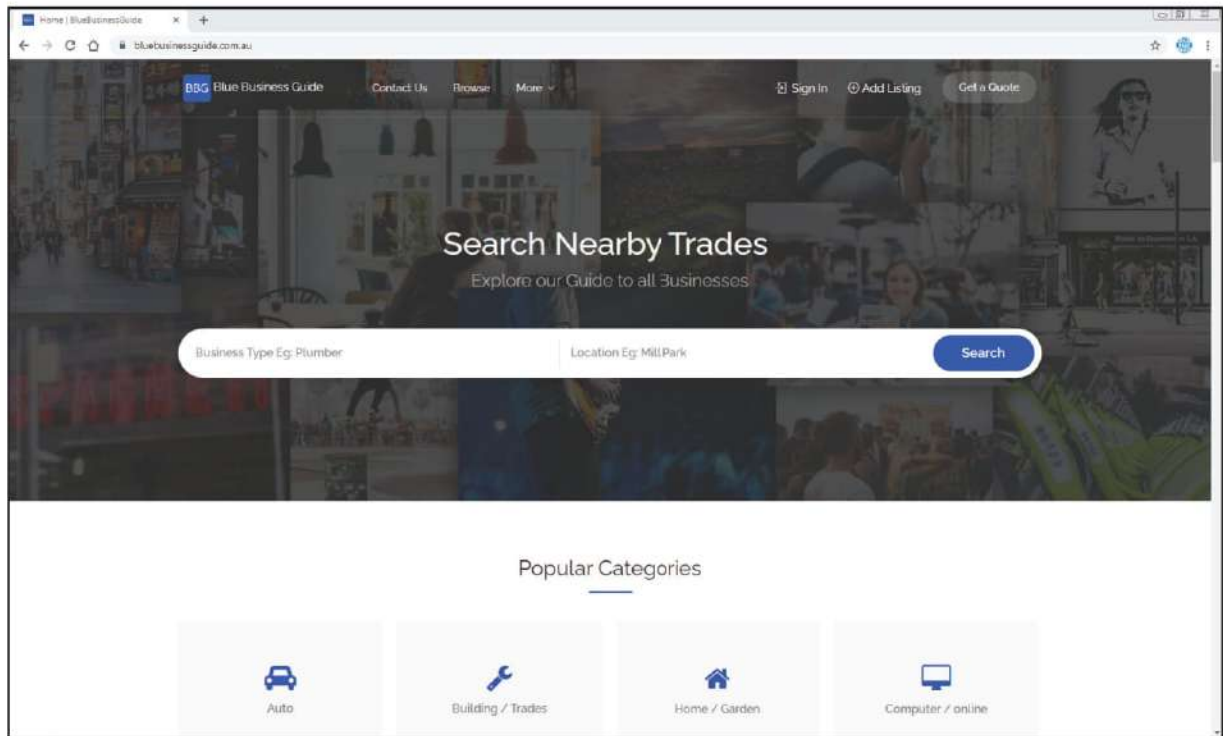 Home | BlueBusinessGuide
bluebusinessguide.com.au
BBG Blue Business Guide Contact Us Browse More Sign In Add Listing Get a Quote
Search Nearby Trades
Explore our Guide to all Businesses
Business Type Eg: Plumber Location Eg: Mill Park Search
Popular Categories
Auto Building / Trades Home / Garden Computer / online